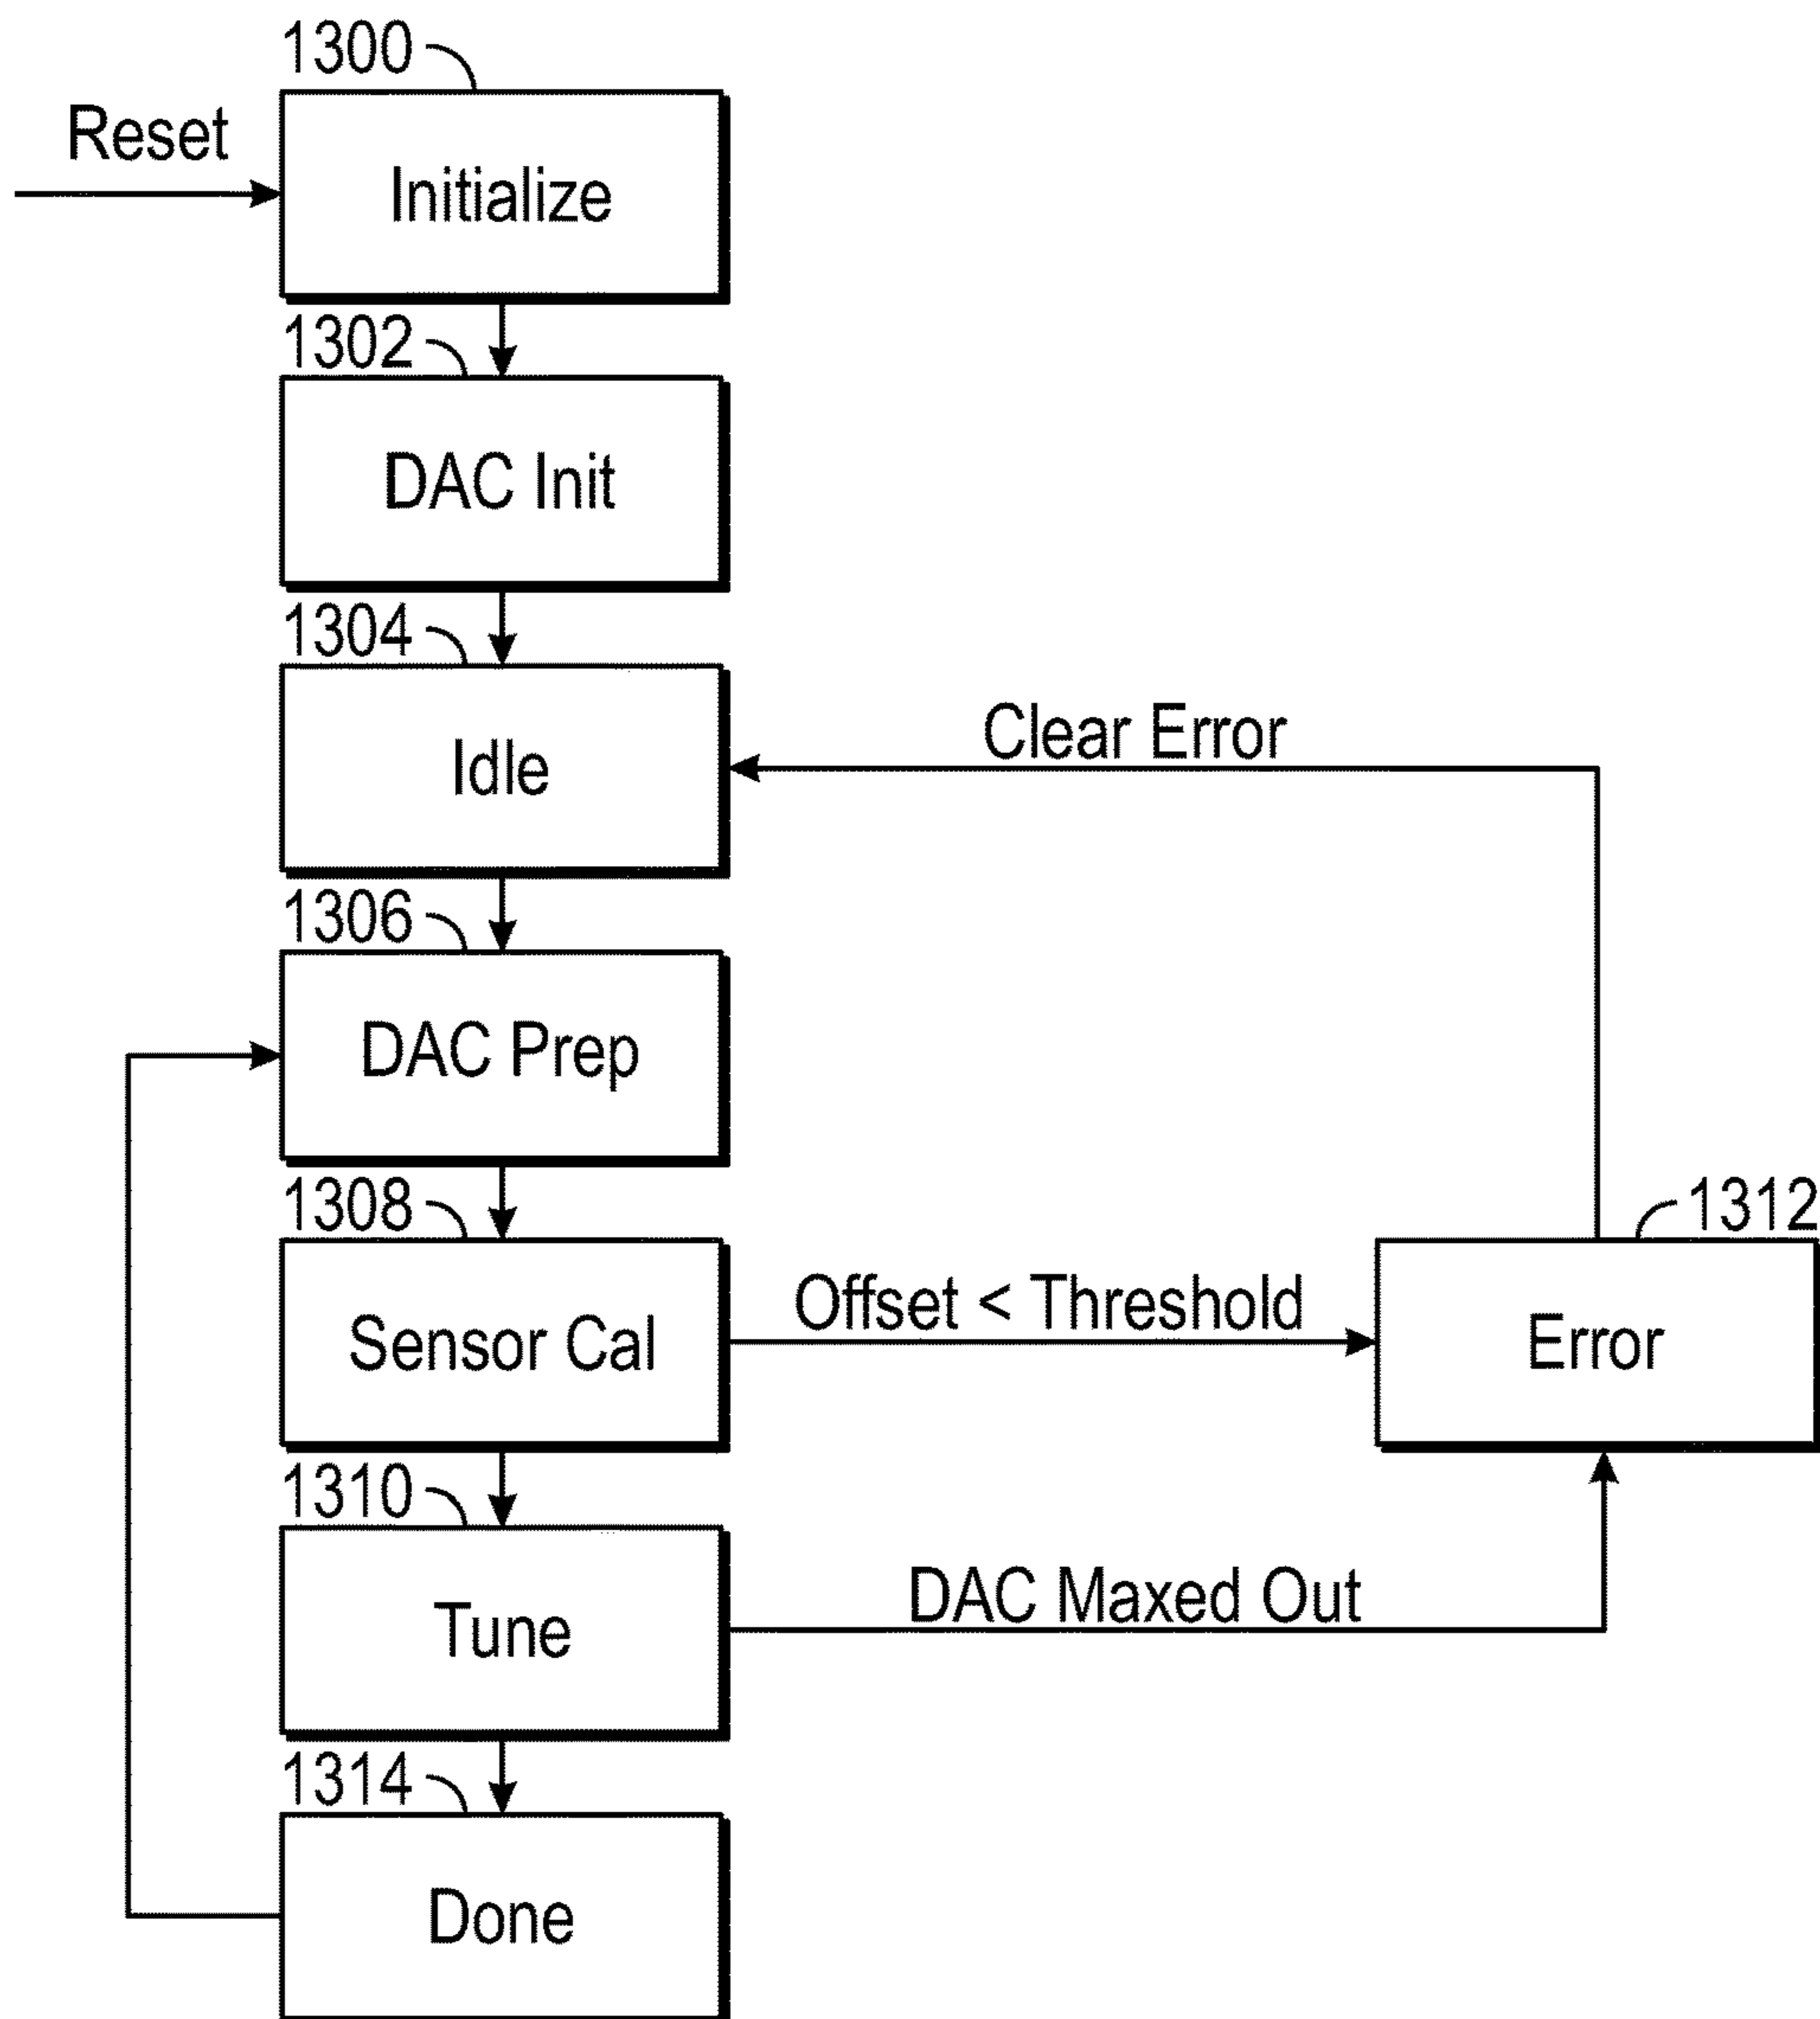 1300
Reset
Initialize
1302
DAC Init
1304
Clear Error
Idle
1306
DAC Prep
1308
1312
Offset < Threshold
Sensor Cal
Error
1310
DAC Maxed Out
Tune
1314
Done